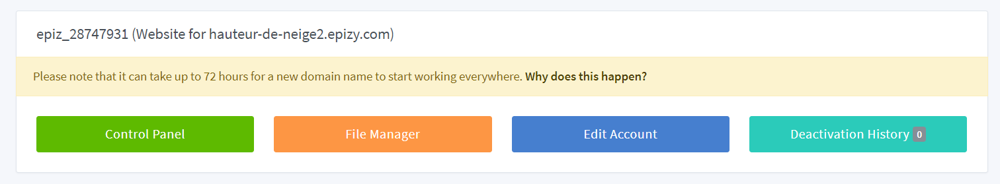 epiz_28747931 (Website for hauteur-de-neige2.epizy.com)
Please note that it can take up to 72 hours for a new domain name to start working everywhere. Why does this happen?
Control Panel
File Manager
Edit Account
Deactivation History 0